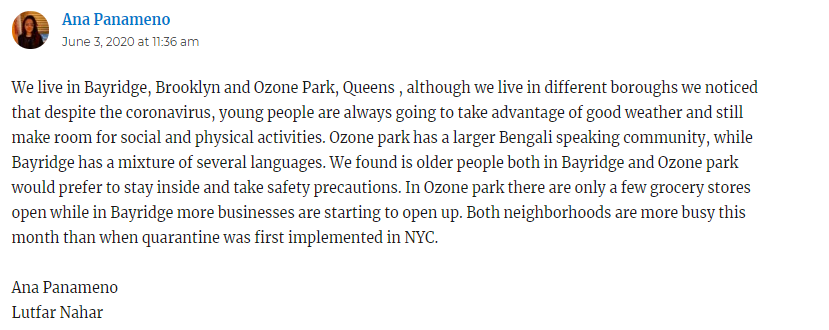 Ana Panameno
June 3, 2020 at 11:36 am
We live in Bayridge, Brooklyn and Ozone Park, Queens , although we live in different boroughs we noticed
that despite the coronavirus, young people are always going to take advantage of good weather and still
make room for social and physical activities. Ozone park has a larger Bengali speaking community, while
Bayridge has a mixture of several languages. We found is older people both in Bayridge and Ozone park
would prefer to stay inside and take safety precautions. In Ozone park there are only a few grocery stores
open while in Bayridge more businesses are starting to open up. Both neighborhoods are more busy this
month than when quarantine was first implemented in NYC.
Ana Panameno
Lutfar Nahar